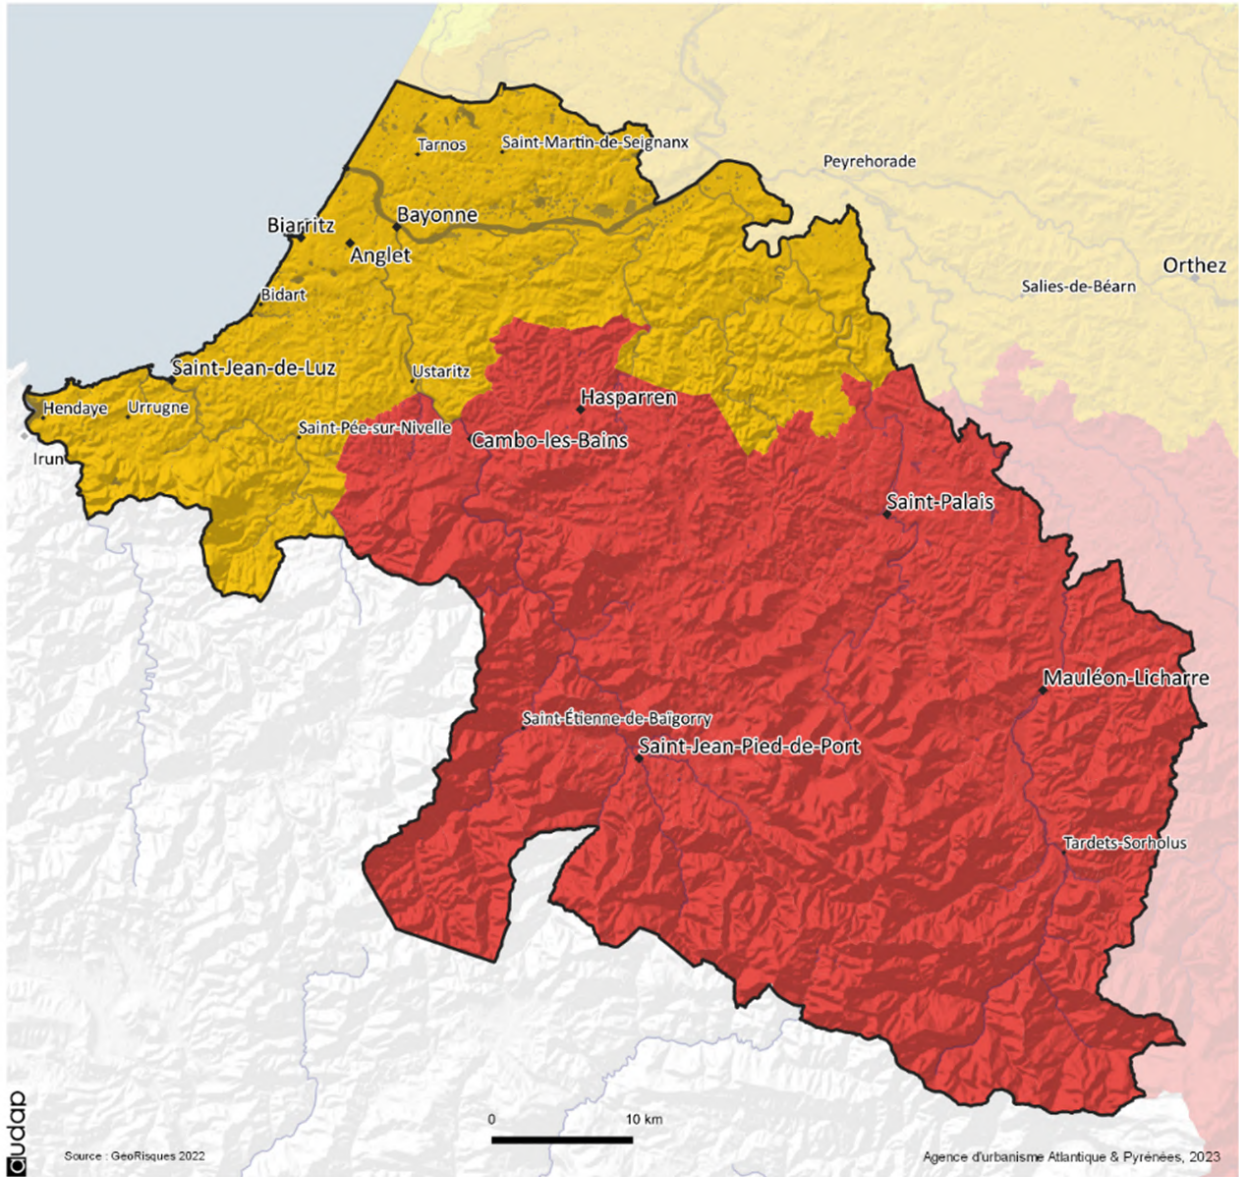 Tarnos
Saint-Martin-de-Seignanx
Peyrehorade
Biarritz
Bayonne
Anglet
Orthez
Salies-de-Béarn
Bidart
Saint-Jean-de-Luz
Ustaritz
Hendaye
Urrugne
Hasparren
Saint-Pée-sur-Nivelle
Cambo-les-Bains
Irun
Saint-Palais
Mauléon-Licharre
Saint-Étienne-de-Baïgorry
Saint-Jean-Pied-de-Port
Tardets-Sorholus
audap
0 10 km
Source : GeoRisques 2022
Agence d'urbanisme Atlantique & Pyrénées, 2023